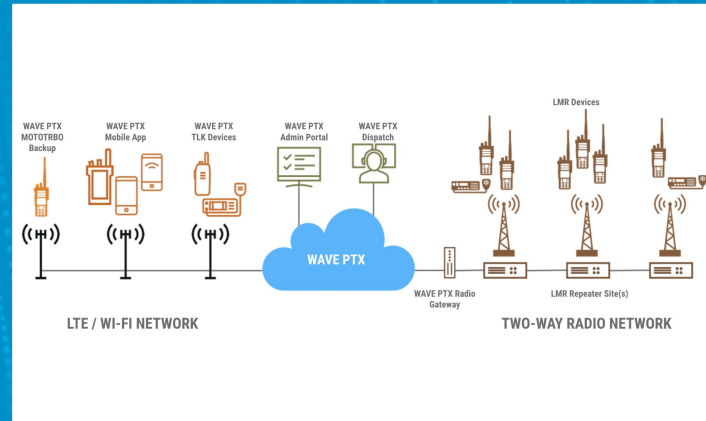 WAVE PTX
MOTOTRBO
Backup
WAVE PTX
Mobile App
WAVE PTX
TLK Devices
WAVE PTX
Admin Portal
WAVE PTX
Dispatch
LMR Devices
WAVE PTX
WAVE PTX Radio
Gateway
LMR Repeater Site(s)
LTE / WI-FI NETWORK
TWO-WAY RADIO NETWORK